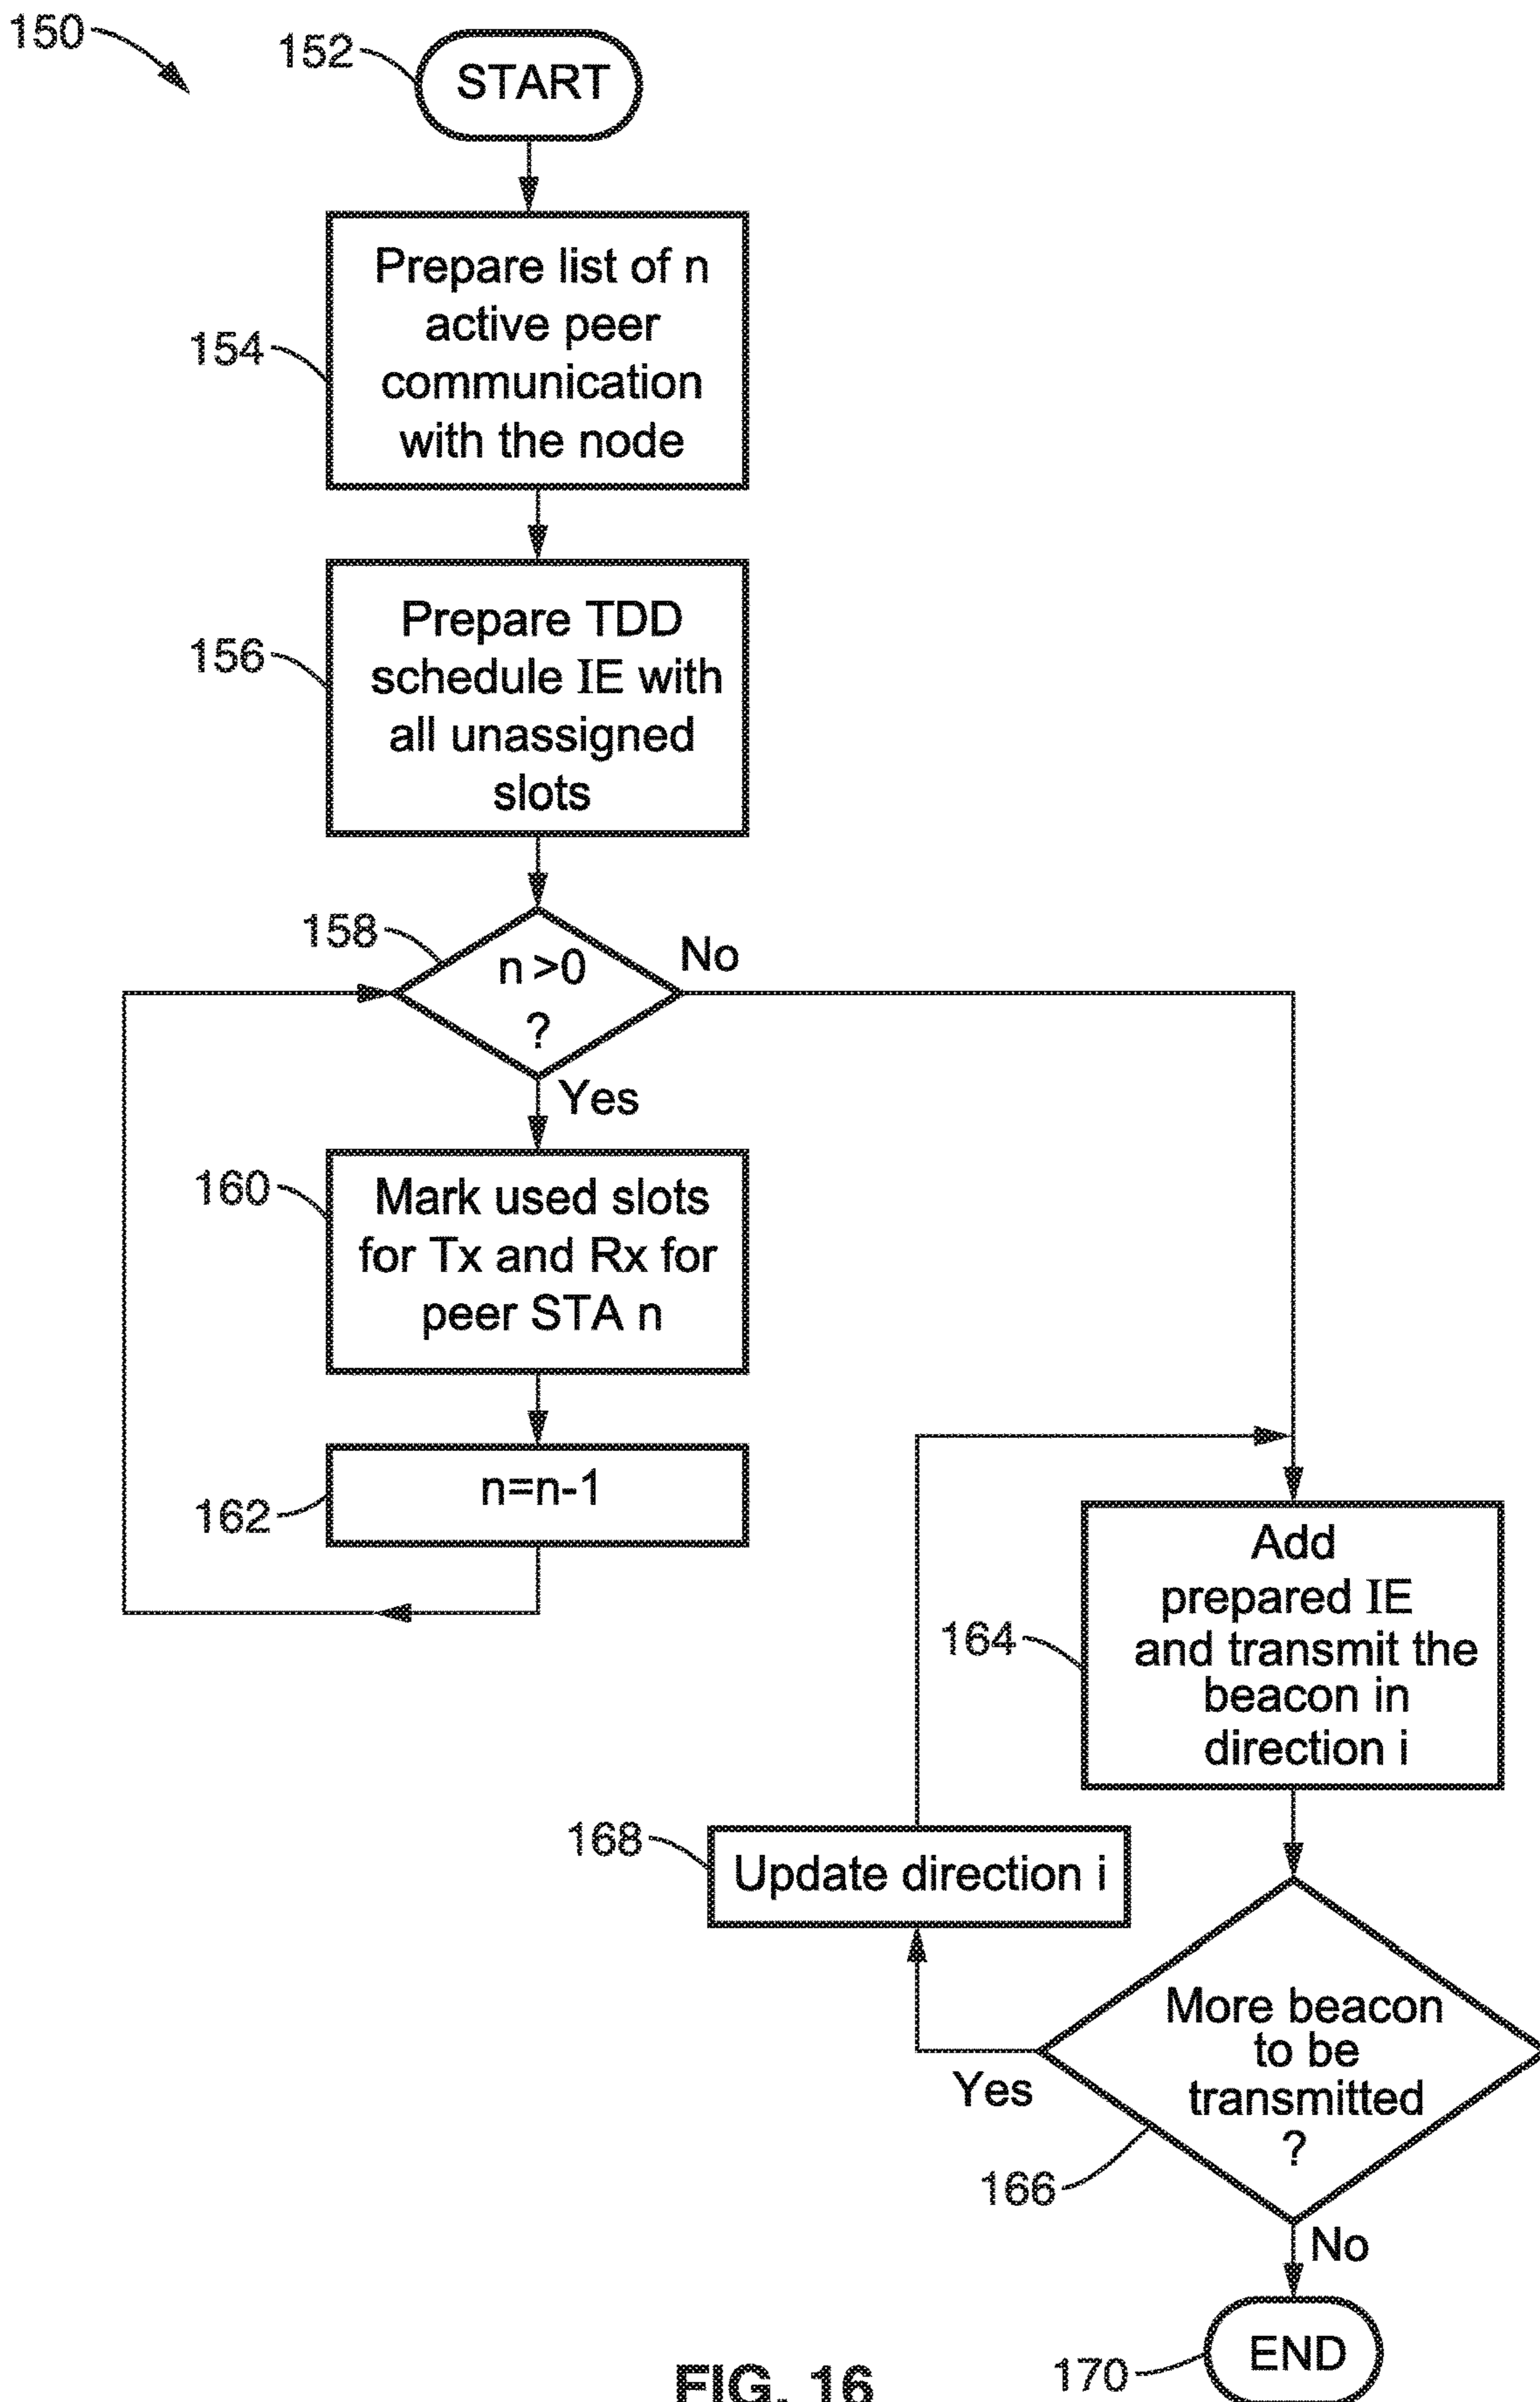 150
152
START
154
Prepare list of n
active peer
communication
with the node
156
Prepare TDD
schedule IE with
all unassigned
slots
158
n >0
?
No
Yes
160
Mark used slots
for Tx and Rx for
peer STA n
162
n=n-1
164
Add
prepared IE
and transmit the
beacon in
direction i
168
Update direction i
166
More beacon
to be
transmitted
?
Yes
No
170
END
FIG. 16